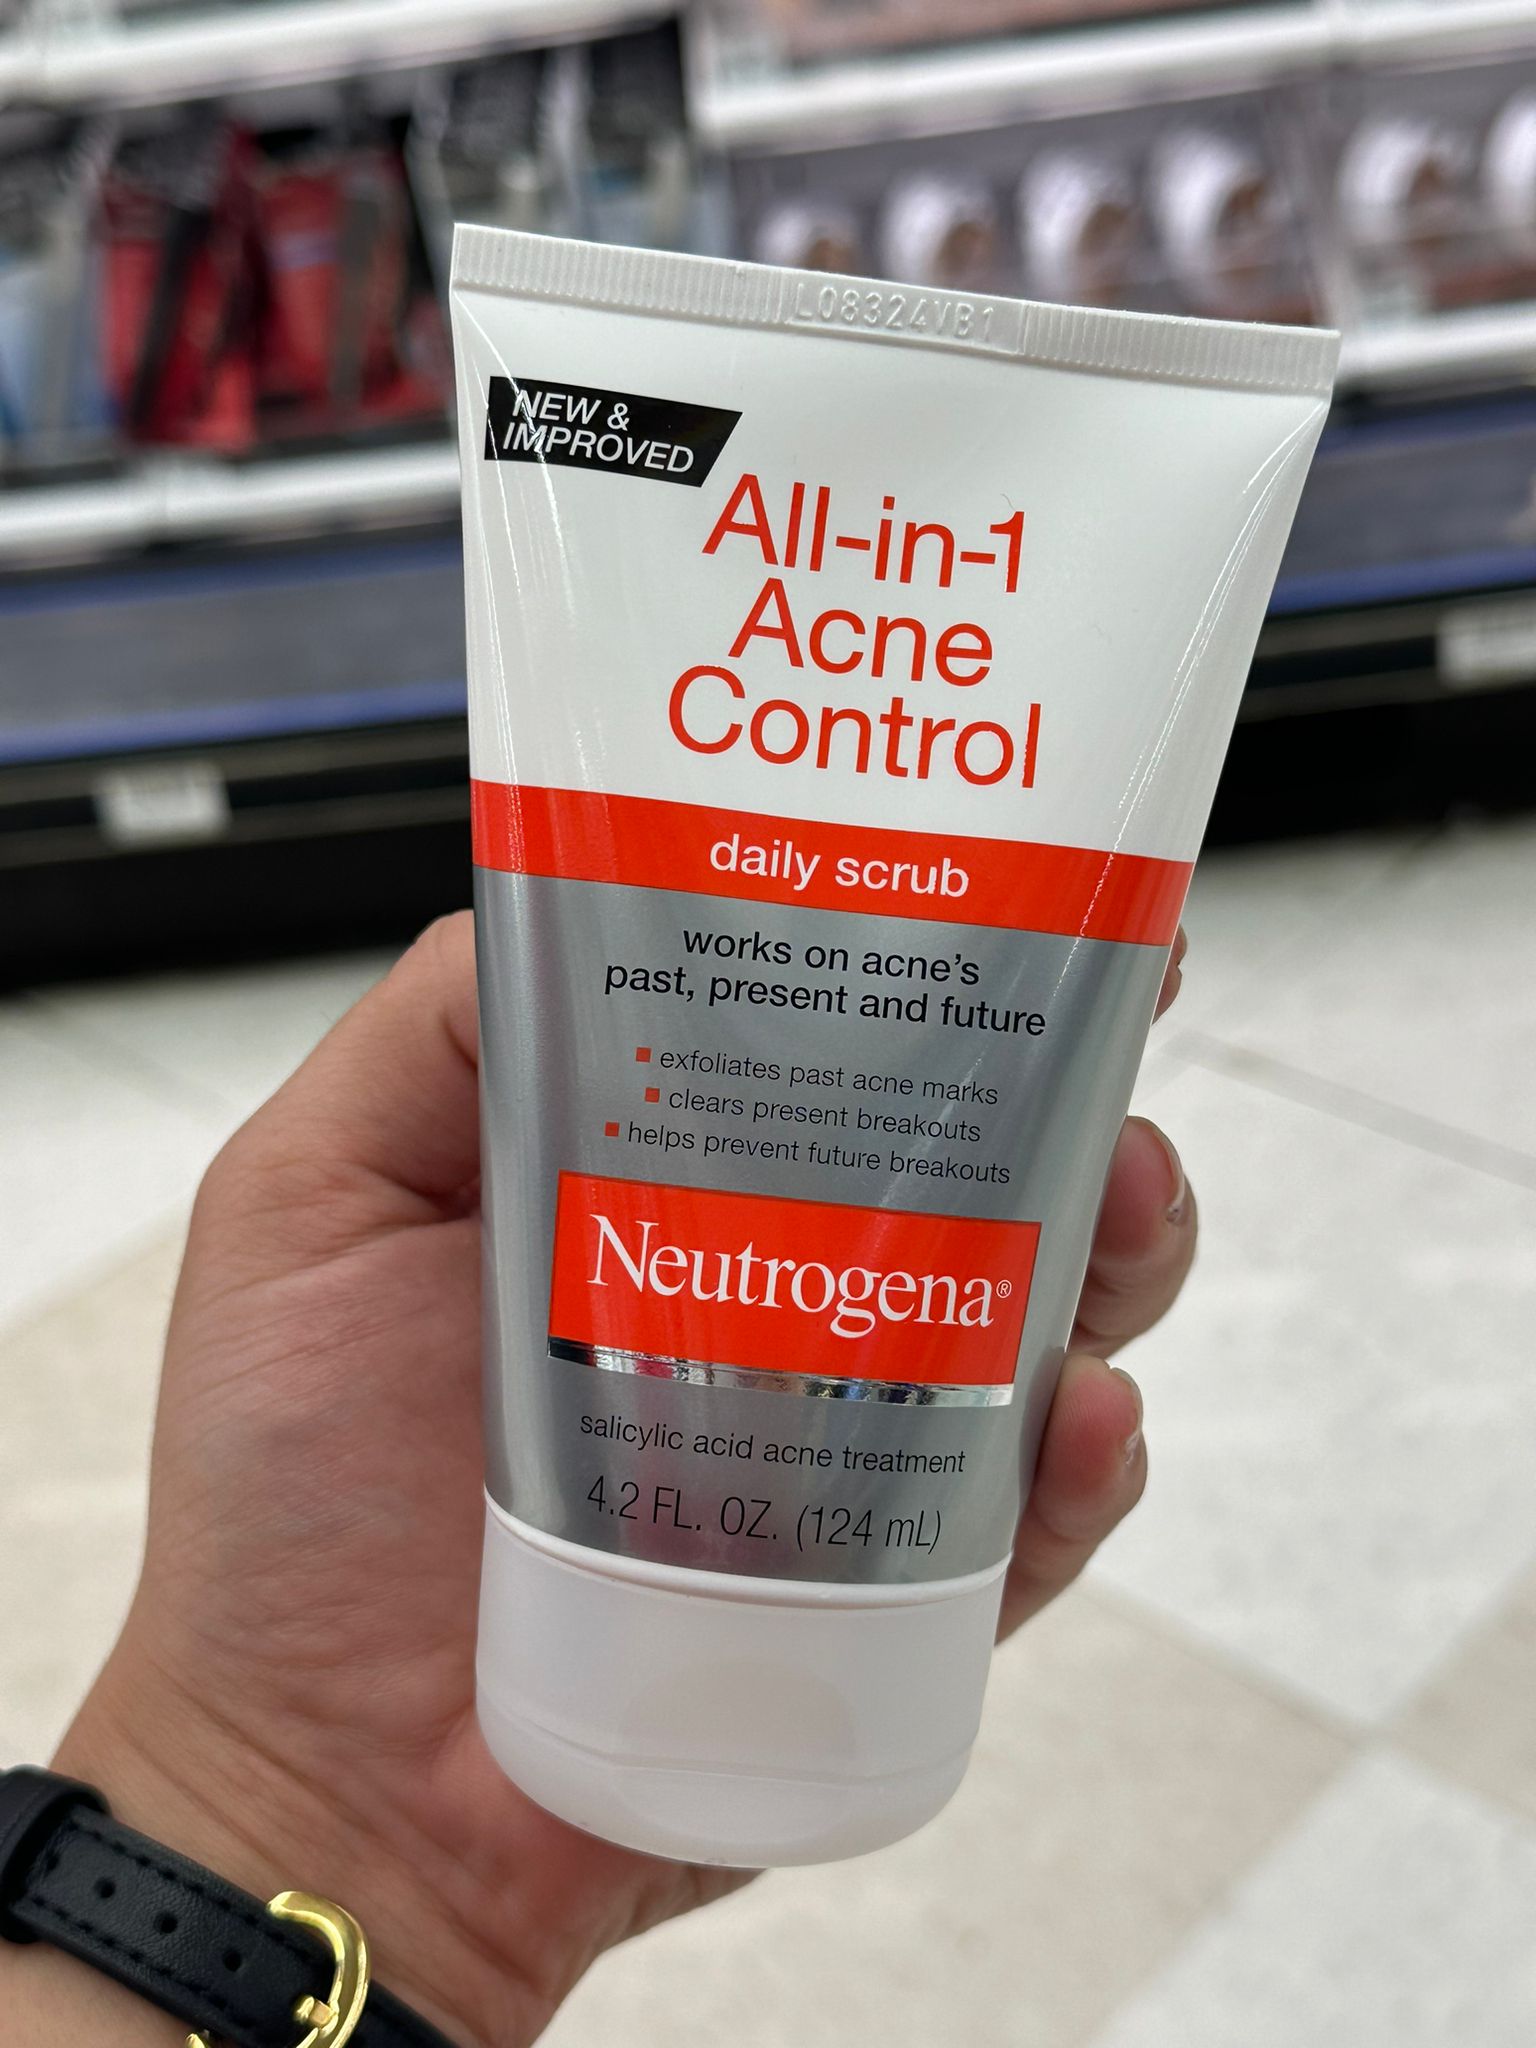 L08324VB1
NEW &
IMPROVED
All-in-1
Acne
Control
daily scrub
works on acne's
past, present and future
▪ exfoliates past acne marks
▪ clears present breakouts
▪ helps prevent future breakouts
Neutrogena®
salicylic acid acne treatment
4.2 FL. OZ. (124 mL)